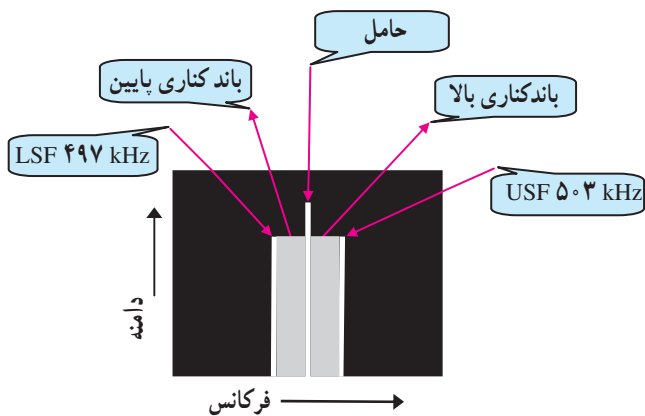 حامل
باند کناری پایین
باندکناری بالا
LSF ۴۹۷ kHz
USF ۵۰۳ kHz
دامنه
فرکانس